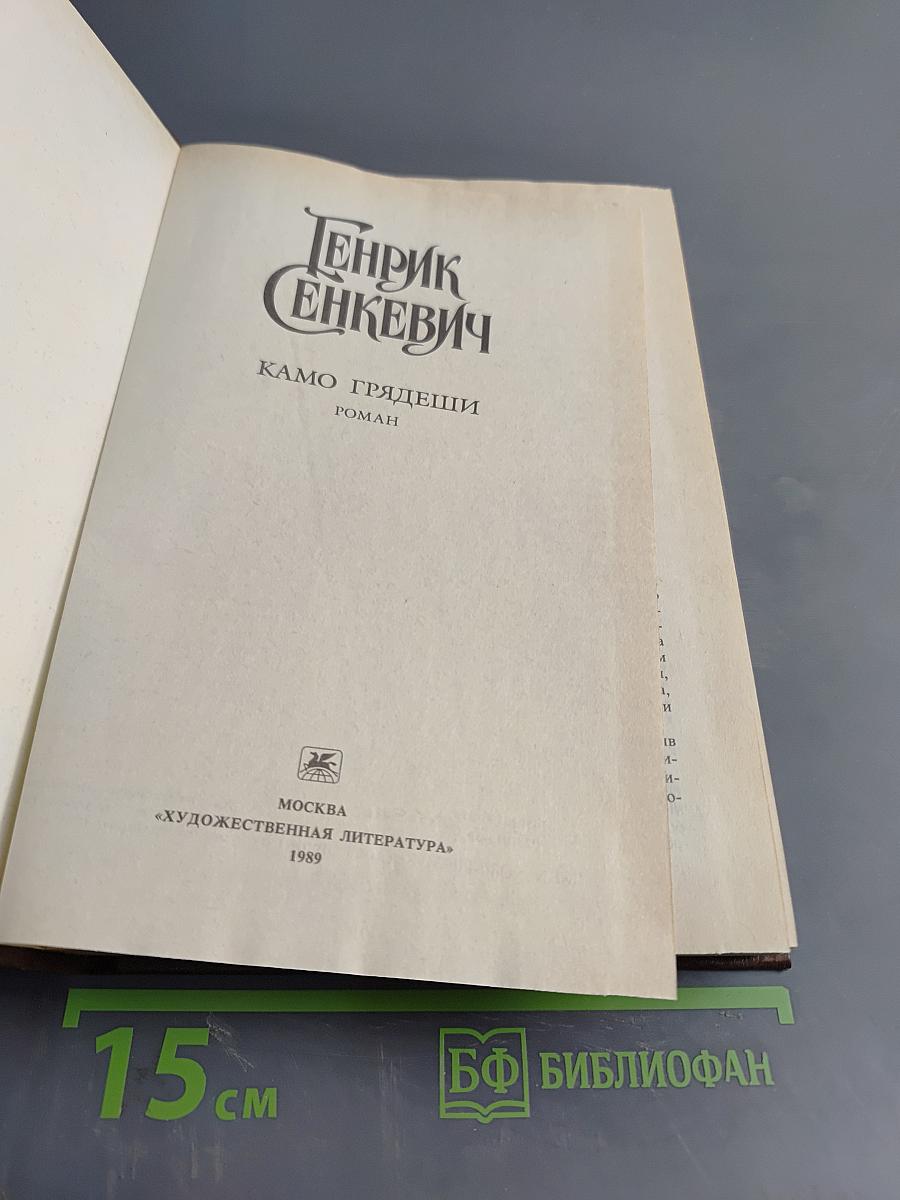 ГЕНРИК
СЕНКЕВИЧ
КАМО ГРЯДЕШИ
РОМАН
МОСКВА
«ХУДОЖЕСТВЕННАЯ ЛИТЕРАТУРА»
1989
15 см
БФ БИБЛИОФАН